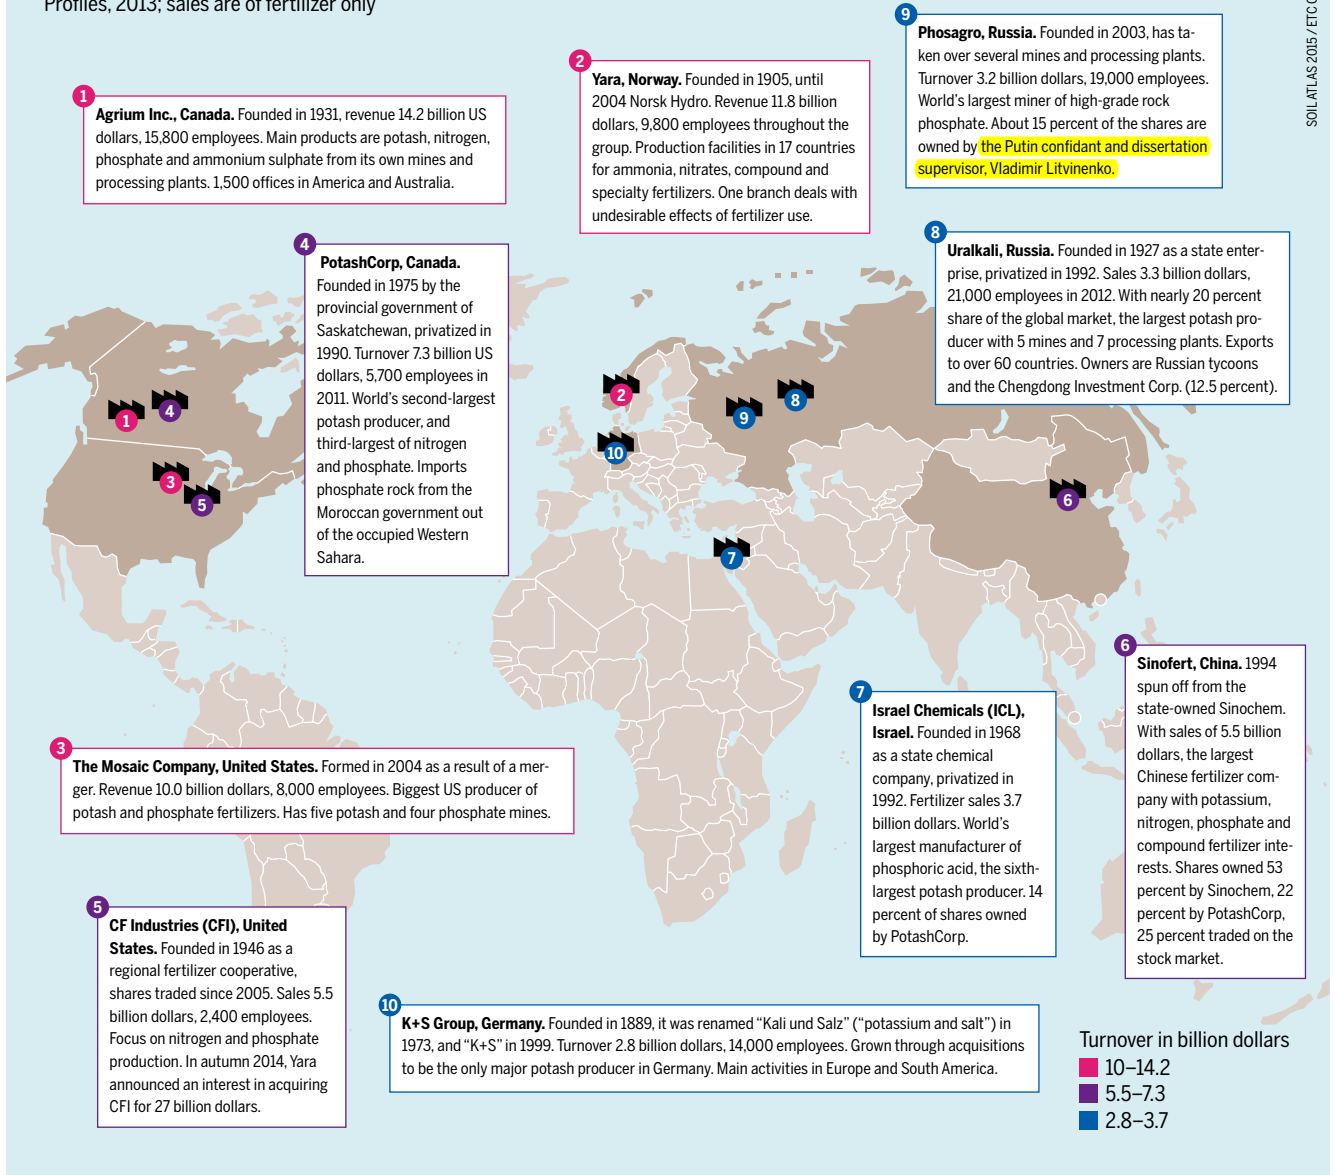 Profiles, 2013; sales are of fertilizer only
SOIL ATLAS 2015 / ETC
1
Agrium Inc., Canada. Founded in 1931, revenue 14.2 billion US
dollars, 15,800 employees. Main products are potash, nitrogen,
phosphate and ammonium sulphate from its own mines and
processing plants. 1,500 offices in America and Australia.
2
Yara, Norway. Founded in 1905, until
2004 Norsk Hydro. Revenue 11.8 billion
dollars, 9,800 employees throughout the
group. Production facilities in 17 countries
for ammonia, nitrates, compound and
specialty fertilizers. One branch deals with
undesirable effects of fertilizer use.
9
Phosagro, Russia. Founded in 2003, has ta-
ken over several mines and processing plants.
Turnover 3.2 billion dollars, 19,000 employees.
World's largest miner of high-grade rock
phosphate. About 15 percent of the shares are
owned by the Putin confidant and dissertation
supervisor, Vladimir Litvinenko.
4
PotashCorp, Canada.
Founded in 1975 by the
provincial government of
Saskatchewan, privatized in
1990. Turnover 7.3 billion US
dollars, 5,700 employees in
2011. World's second-largest
potash producer, and
third-largest of nitrogen
and phosphate. Imports
phosphate rock from the
Moroccan government out
of the occupied Western
Sahara.
8
Uralkali, Russia. Founded in 1927 as a state enter-
prise, privatized in 1992. Sales 3.3 billion dollars,
21,000 employees in 2012. With nearly 20 percent
share of the global market, the largest potash pro-
ducer with 5 mines and 7 processing plants. Exports
to over 60 countries. Owners are Russian tycoons
and the Chengdong Investment Corp. (12.5 percent).
1
4
3
5
2
10
9
8
7
6
3
The Mosaic Company, United States. Formed in 2004 as a result of a mer-
ger. Revenue 10.0 billion dollars, 8,000 employees. Biggest US producer of
potash and phosphate fertilizers. Has five potash and four phosphate mines.
7
Israel Chemicals (ICL),
Israel. Founded in 1968
as a state chemical
company, privatized in
1992. Fertilizer sales 3.7
billion dollars. World's
largest manufacturer of
phosphoric acid, the sixth-
largest potash producer. 14
percent of shares owned
by PotashCorp.
6
Sinofert, China. 1994
spun off from the
state-owned Sinochem.
With sales of 5.5 billion
dollars, the largest
Chinese fertilizer com-
pany with potassium,
nitrogen, phosphate and
compound fertilizer inte-
rests. Shares owned 53
percent by Sinochem, 22
percent by PotashCorp,
25 percent traded on the
stock market.
5
CF Industries (CFI), United
States. Founded in 1946 as a
regional fertilizer cooperative,
shares traded since 2005. Sales 5.5
billion dollars, 2,400 employees.
Focus on nitrogen and phosphate
production. In autumn 2014, Yara
announced an interest in acquiring
CFI for 27 billion dollars.
10
K+S Group, Germany. Founded in 1889, it was renamed “Kali und Salz” (“potassium and salt”) in
1973, and “K+S” in 1999. Turnover 2.8 billion dollars, 14,000 employees. Grown through acquisitions
to be the only major potash producer in Germany. Main activities in Europe and South America.
Turnover in billion dollars
10–14.2
5.5–7.3
2.8–3.7